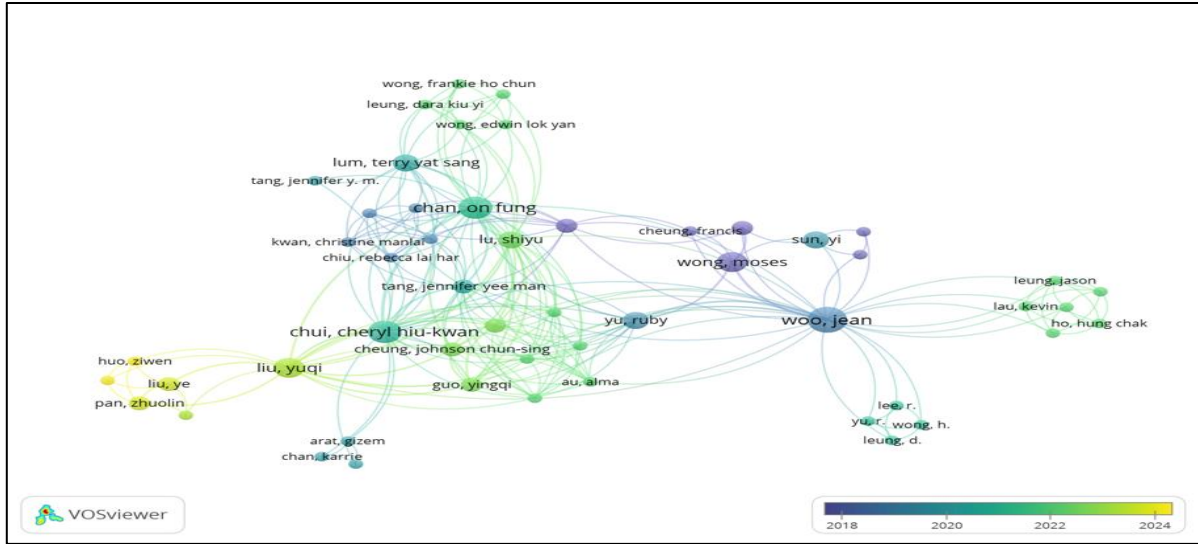 wong, frankie ho chun
leung, dara kiu yi
wong, edwin lok yan
lum, terry yat sang
tang, jennifer y. m.
chan, on fung
kwan, christine manlai
lu, shiyu
cheung, francis
sun, yi
chiu, rebecca lai har
wong, moses
tang, jennifer yee man
leung, jason
lau, kevin
ho, hung chak
chui, cheryl hiu-kwan
yu, ruby
woo, jean
cheung, johnson chun-sing
huo, ziwen
liu, yuqi
liu, ye
guo, yingqi
au, alma
pan, zhuolin
lee, r.
yu, r.
wong, h.
leung, d.
arat, gizem
chan, karrie
VOSviewer
2018 2020 2022 2024